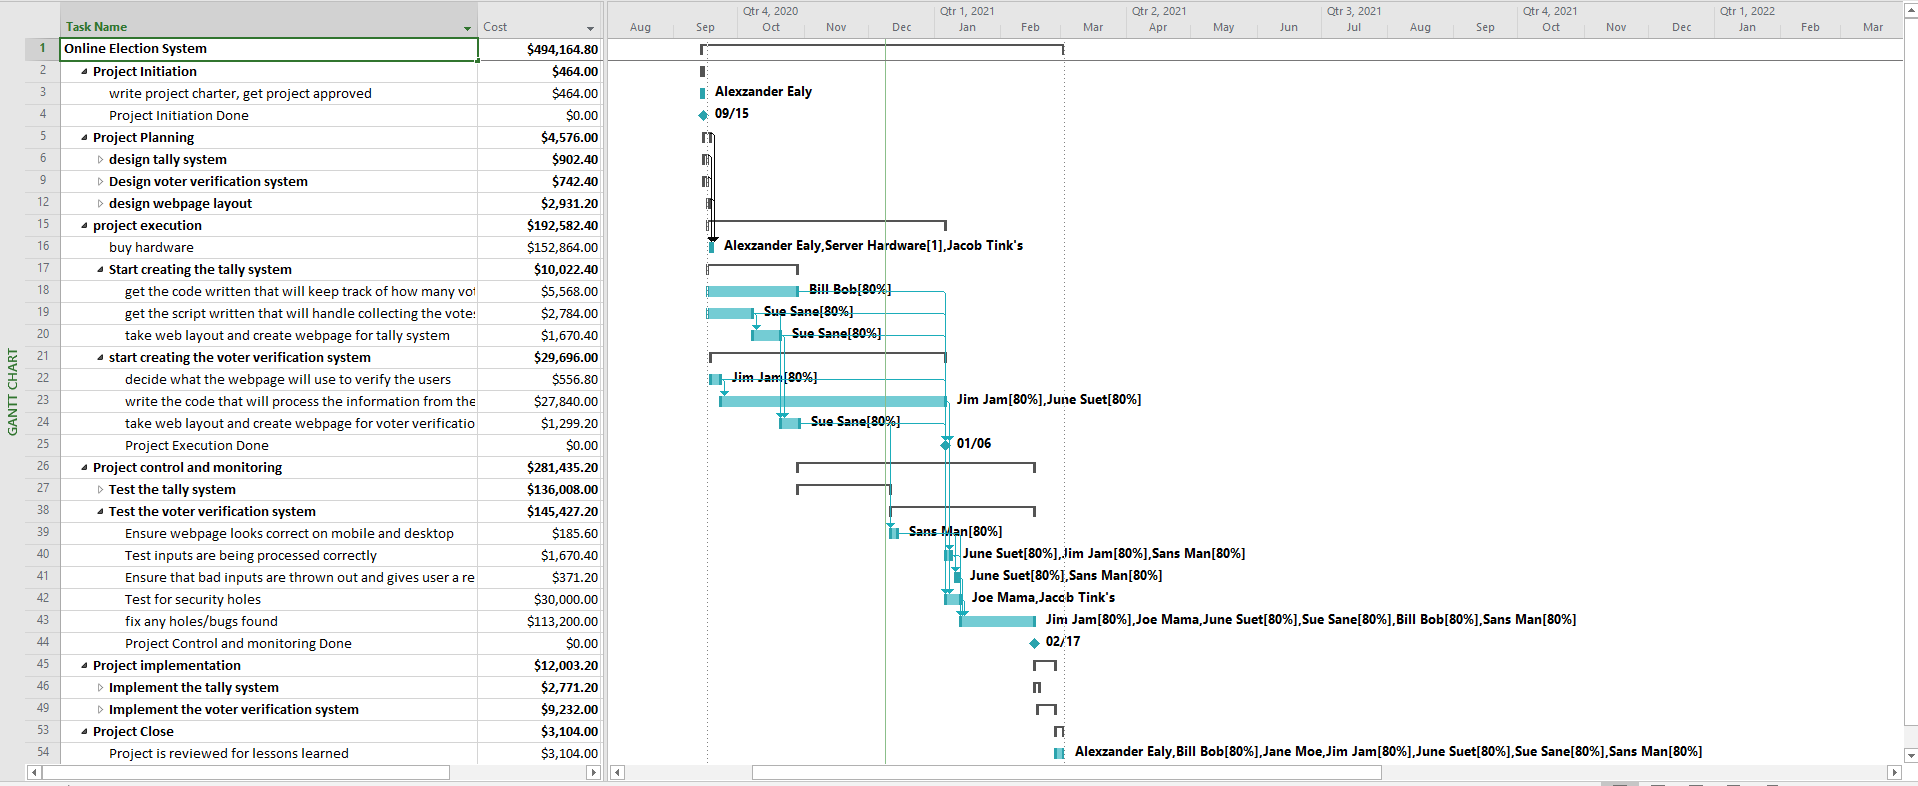 Qtr 4, 2020 Qtr 1, 2021 Qtr 2, 2021 Qtr 3, 2021 Qtr 4, 2021 Qtr 1, 2022
Task Name Cost Aug Sep Oct Nov Dec Jan Feb Mar Apr May Jun Jul Aug Sep Oct Nov Dec Jan Feb Mar
1 Online Election System $494,164.80
2 Project Initiation $464.00
3 write project charter, get project approved $464.00 Alexzander Ealy
4 Project Initiation Done $0.00 09/15
5 Project Planning $4,576.00
6 design tally system $902.40
9 Design voter verification system $742.40
12 design webpage layout $2,931.20
15 project execution $192,582.40
16 buy hardware $152,864.00 Alexzander Ealy,Server Hardware[1],Jacob Tink's
17 Start creating the tally system $10,022.40
18 get the code written that will keep track of how many vot $5,568.00 Bill Bob[80%]
19 get the script written that will handle collecting the vote: $2,784.00 Sue Sane[80%]
20 take web layout and create webpage for tally system $1,670.40 Sue Sane[80%]
21 start creating the voter verification system $29,696.00
22 decide what the webpage will use to verify the users $556.80 Jim Jam[80%]
23 write the code that will process the information from the $27,840.00 Jim Jam[80%],June Suet[80%]
24 take web layout and create webpage for voter verificatio $1,299.20 Sue Sane[80%]
25 Project Execution Done $0.00 01/06
26 Project control and monitoring $281,435.20
27 Test the tally system $136,008.00
38 Test the voter verification system $145,427.20
39 Ensure webpage looks correct on mobile and desktop $185.60 Sans Man[80%]
40 Test inputs are being processed correctly $1,670.40 June Suet[80%],Jim Jam[80%],Sans Man[80%]
41 Ensure that bad inputs are thrown out and gives user a re $371.20 June Suet[80%],Sans Man[80%]
42 Test for security holes $30,000.00 Joe Mama,Jacob Tink's
43 fix any holes/bugs found $113,200.00 Jim Jam[80%],Joe Mama,June Suet[80%],Sue Sane[80%],Bill Bob[80%],Sans Man[80%]
44 Project Control and monitoring Done $0.00 02/17
45 Project implementation $12,003.20
46 Implement the tally system $2,771.20
49 Implement the voter verification system $9,232.00
53 Project Close $3,104.00
54 Project is reviewed for lessons learned $3,104.00 Alexzander Ealy,Bill Bob[80%],Jane Moe,Jim Jam[80%],June Suet[80%],Sue Sane[80%],Sans Man[80%]
GANTT CHART